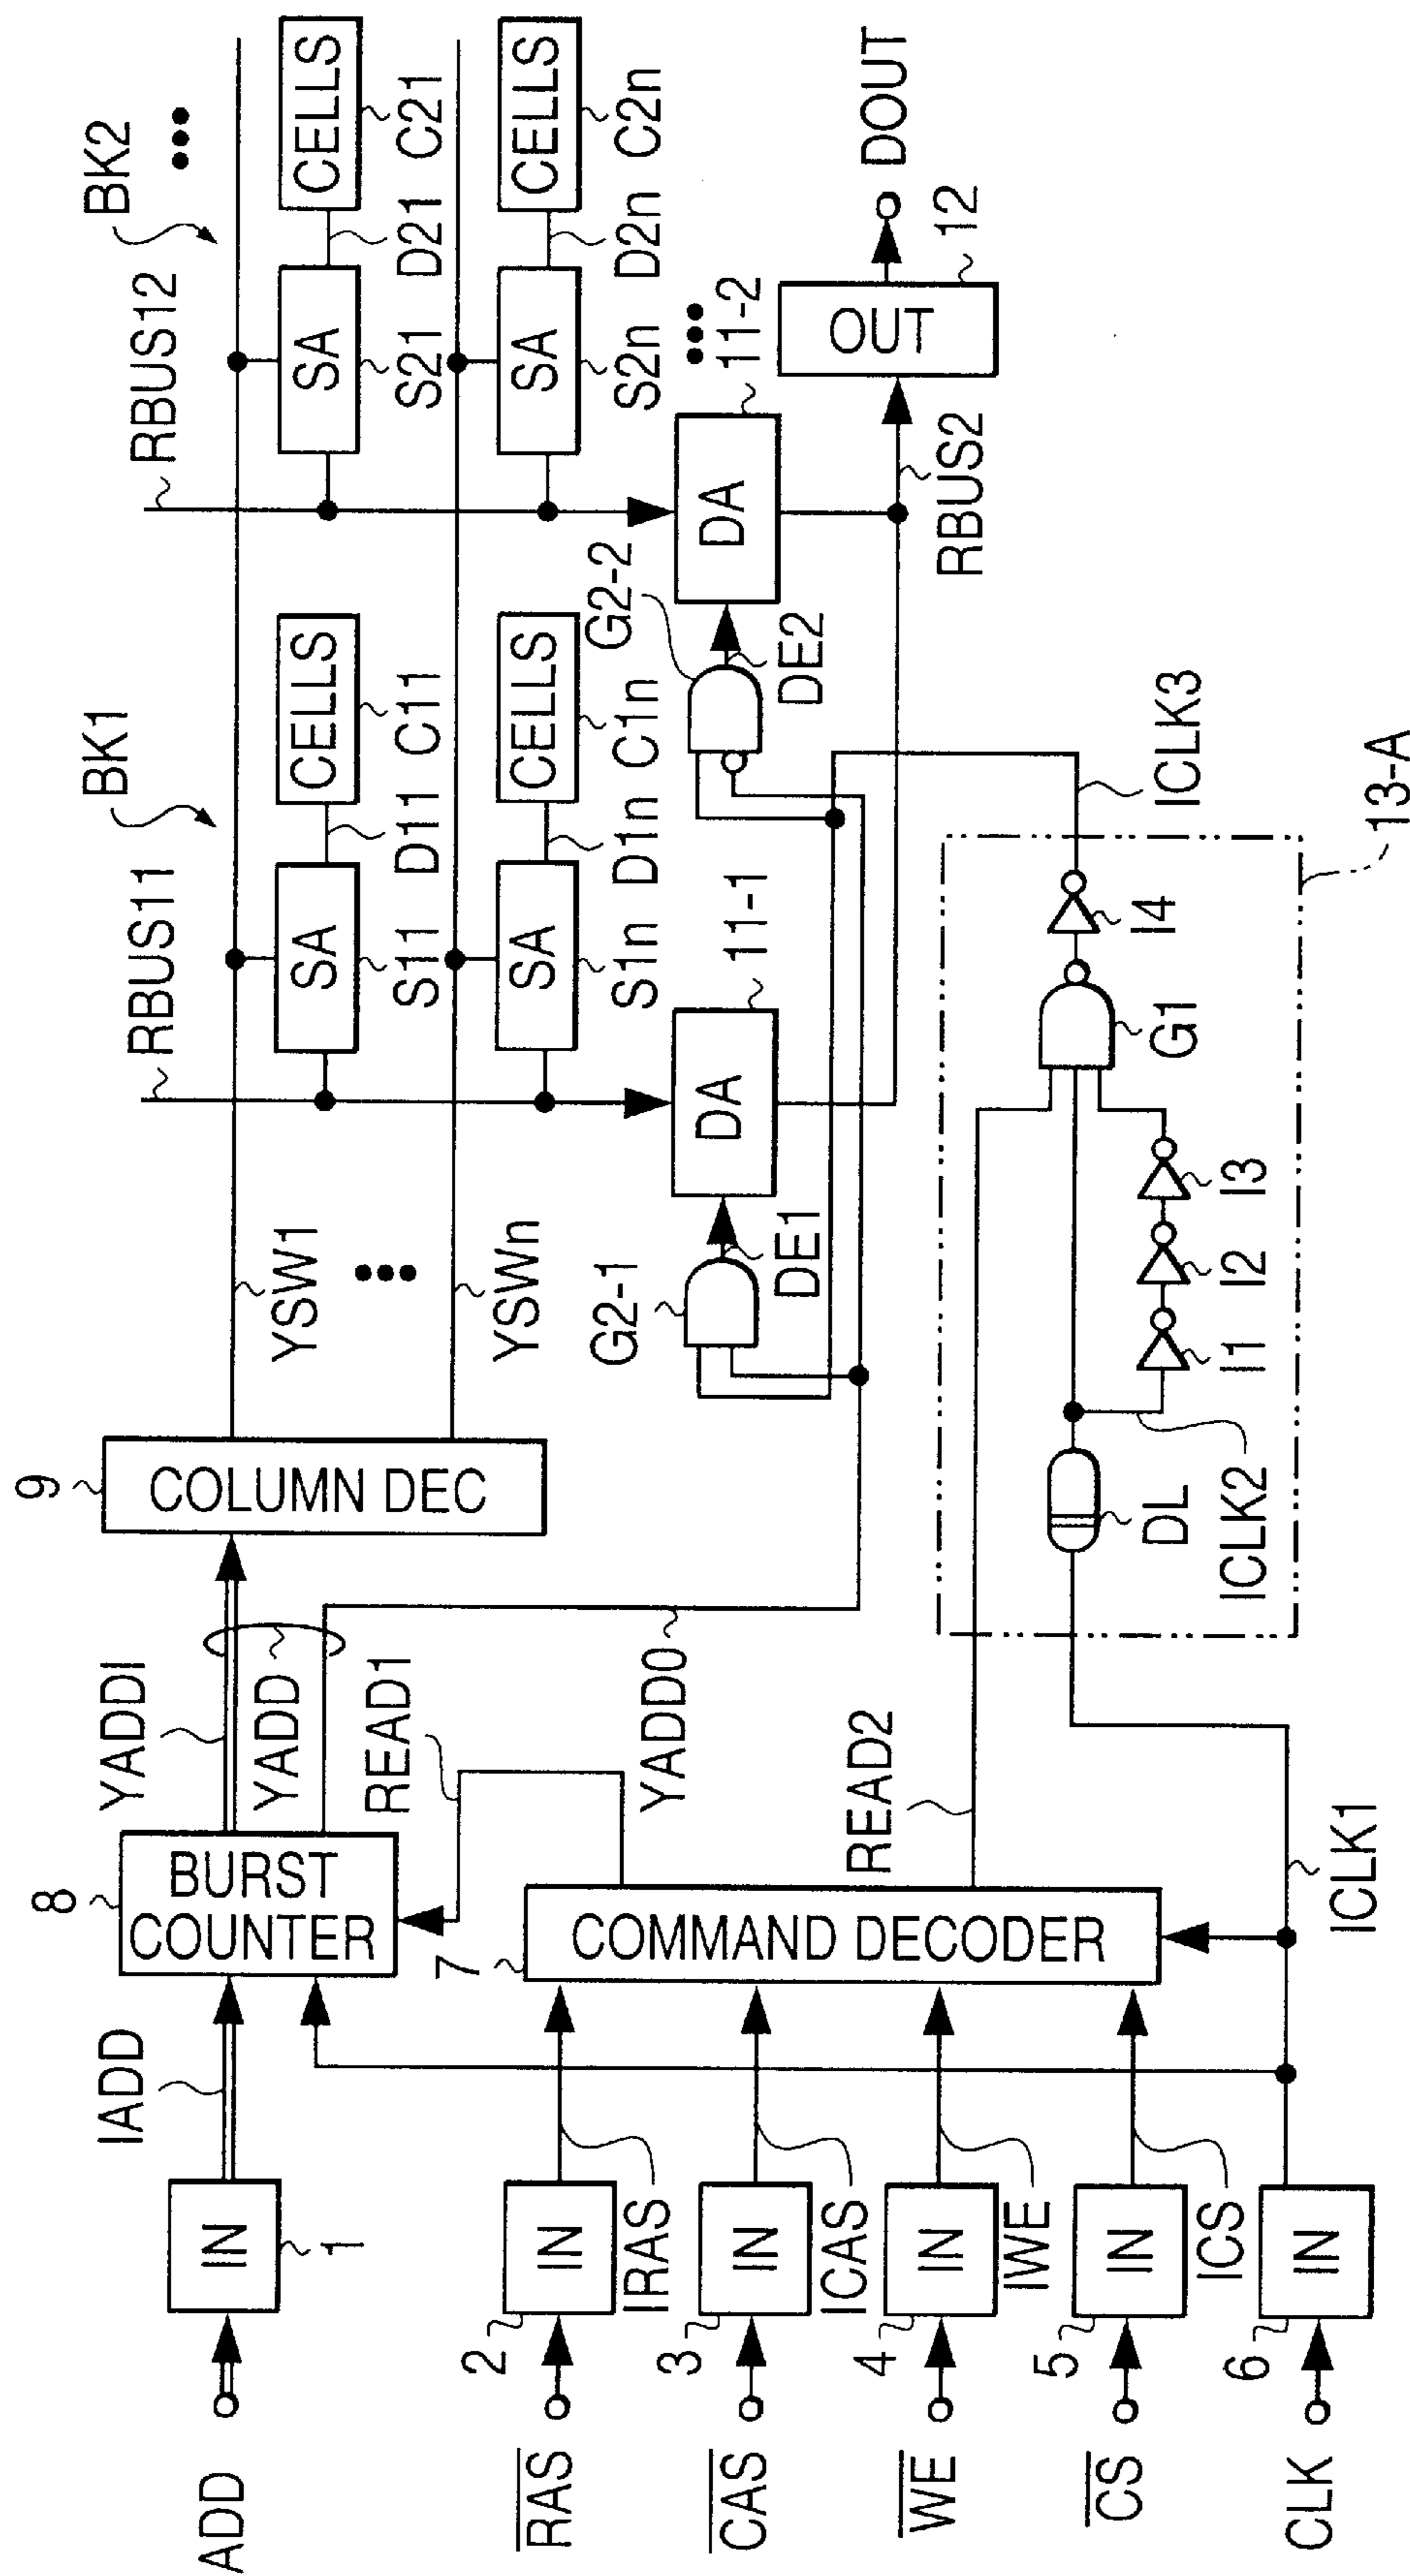 ADD
IN
1
IADD
RAS
2
IN
IRAS
CAS
3
IN
ICAS
WE
4
IN
IWE
CS
5
IN
ICS
CLK
6
IN
ICLK1
8
BURST
COUNTER
7
COMMAND DECODER
YADDI
YADD
READ1
YADD0
READ2
9
COLUMN DEC
YSW1
YSWn
BK1
RBUS11
SA
S11
D11
CELLS
C11
SA
S1n
D1n
CELLS
C1n
BK2
RBUS12
SA
S21
D21
CELLS
C21
SA
S2n
D2n
CELLS
C2n
G2-1
DE1
DA
11-1
G2-2
DE2
DA
11-2
RBUS2
OUT
12
DOUT
DL
ICLK2
I1
I2
I3
G1
I4
ICLK3
13-A